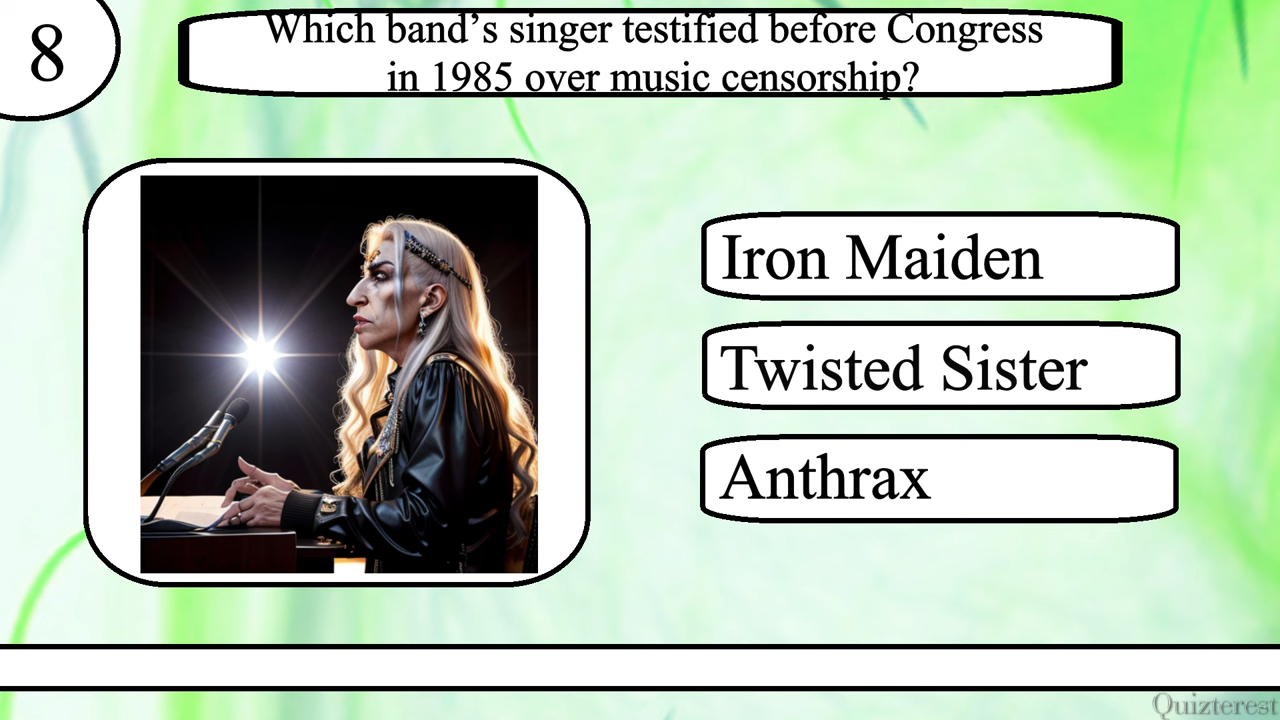 8
Which band’s singer testified before Congress
in 1985 over music censorship?
Iron Maiden
Twisted Sister
Anthrax
Quizterest